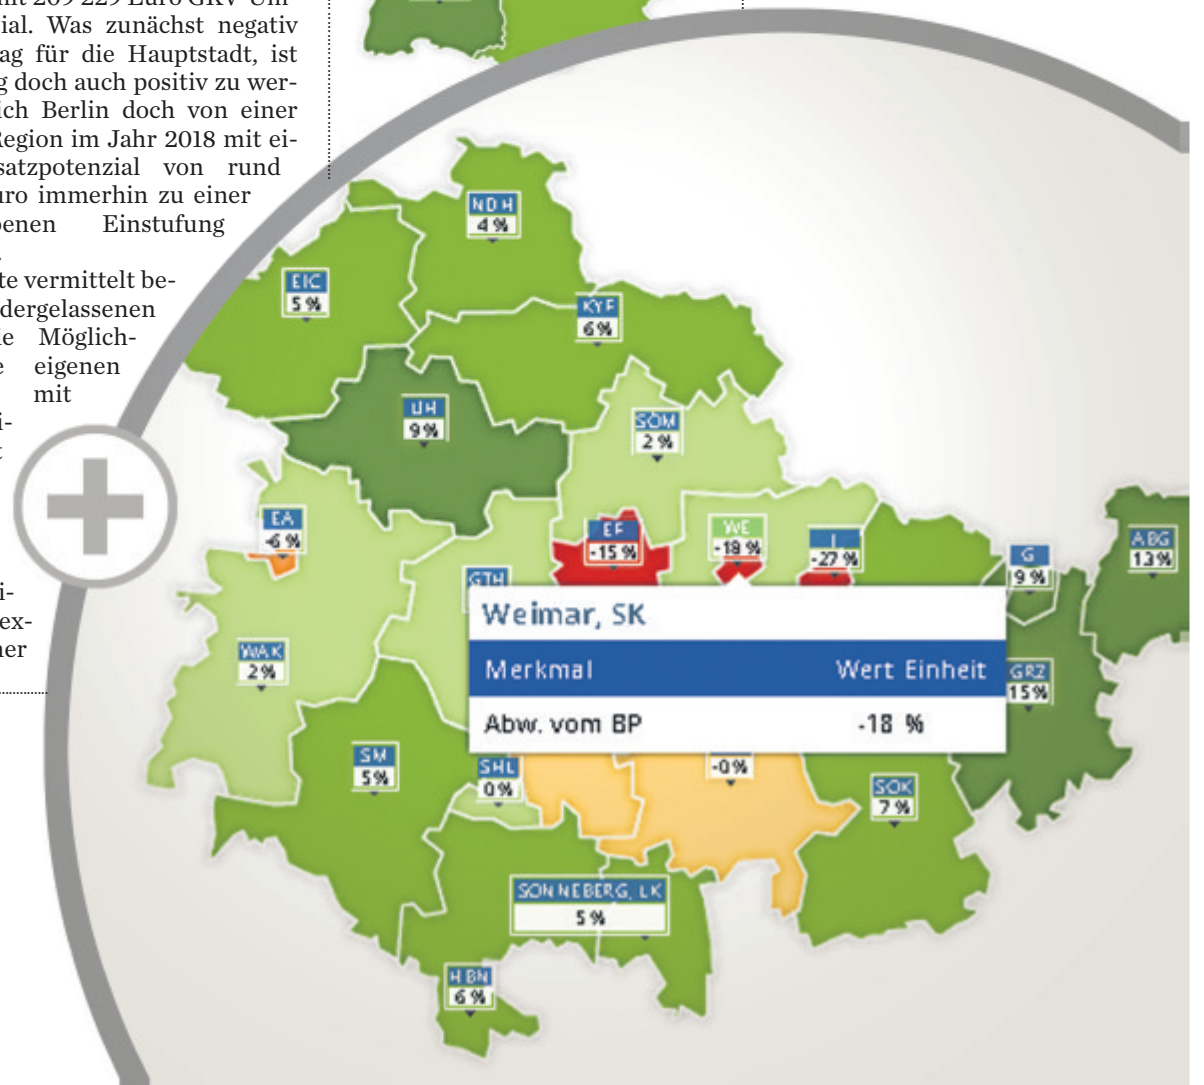 mit 209 229 Euro GKV-Um-
ial. Was zunächst negativ
ag für die Hauptstadt, ist
g doch auch positiv zu wer-
ich Berlin doch von einer
Region im Jahr 2018 mit ei-
satzpotenzial von rund
uro immerhin zu einer
benen Einstufung
.
te vermittelt be-
dergelassenen
ie Möglich-
e eigenen
mit
i-
t
i-
ex-
ner
NDH
4 %
EIC
5 %
KYF
6 %
UH
9 %
SÖM
2 %
EA
-6 %
EF
-15 %
WE
-18 %
J
-27 %
G
9 %
ABG
13 %
GTH
Weimar, SK
Merkmal Wert Einheit
Abw. vom BP -18 %
WAK
2 %
GRZ
15 %
SM
5 %
SHL
0 %
-0 %
SOK
7 %
SONNEBERG, LK
5 %
HBN
6 %